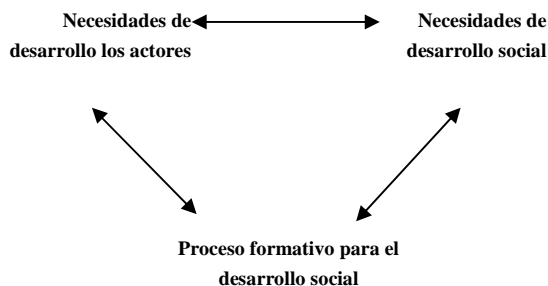 Necesidades de
desarrollo los actores
Necesidades de
desarrollo social
Proceso formativo para el
desarrollo social